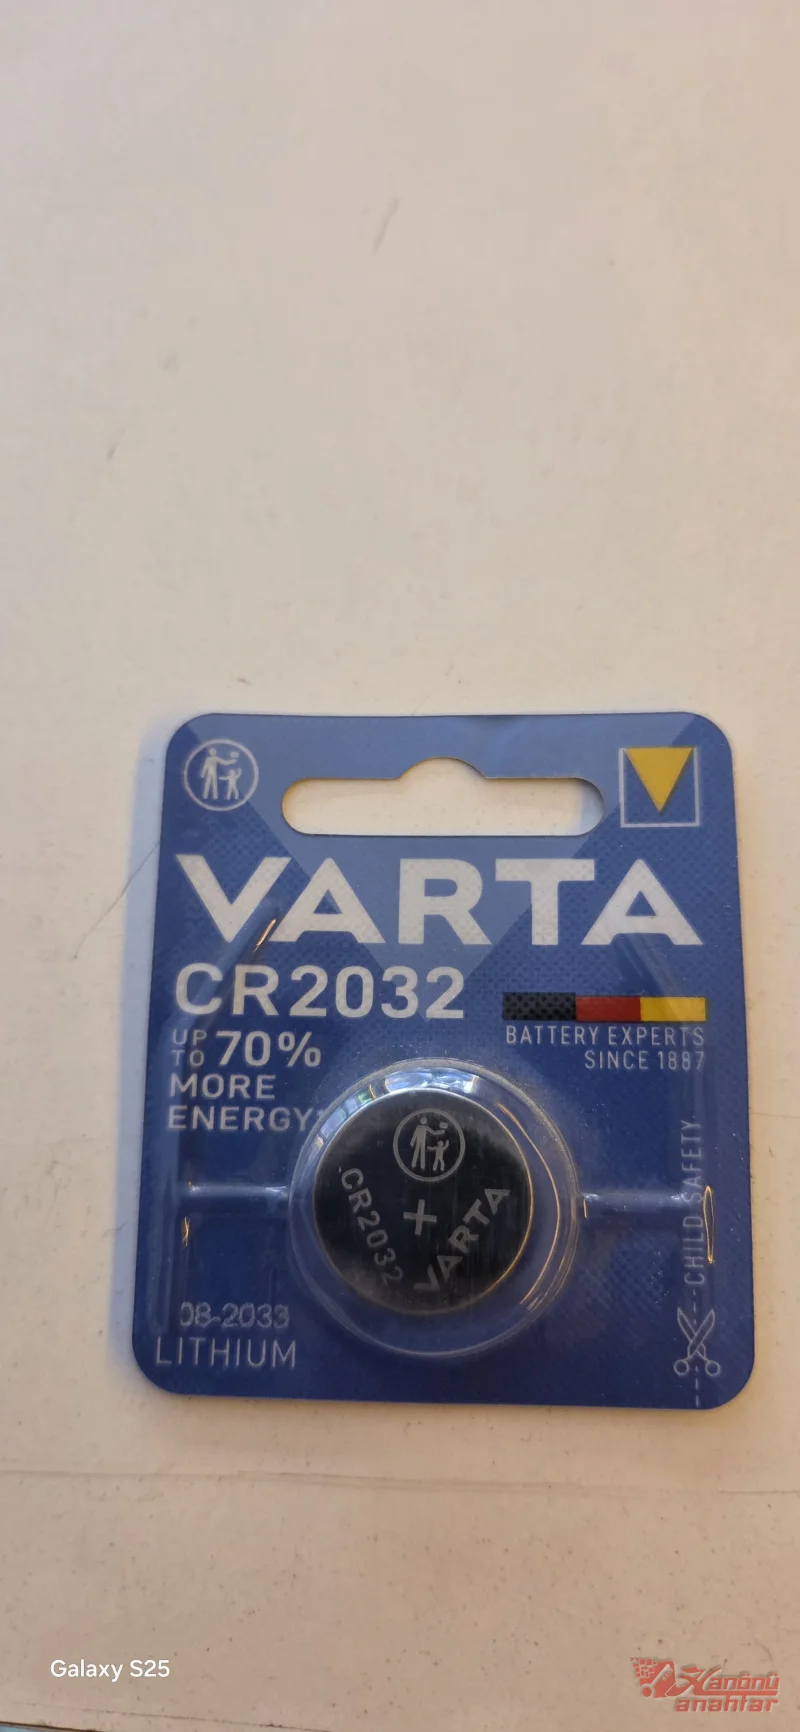 VARTA
CR2032
UP TO 70%
MORE
ENERGY*
BATTERY EXPERTS
SINCE 1887
CR2032
+
VARTA
CHILD SAFETY
08-2033
LITHIUM
Galaxy S25
anahtar